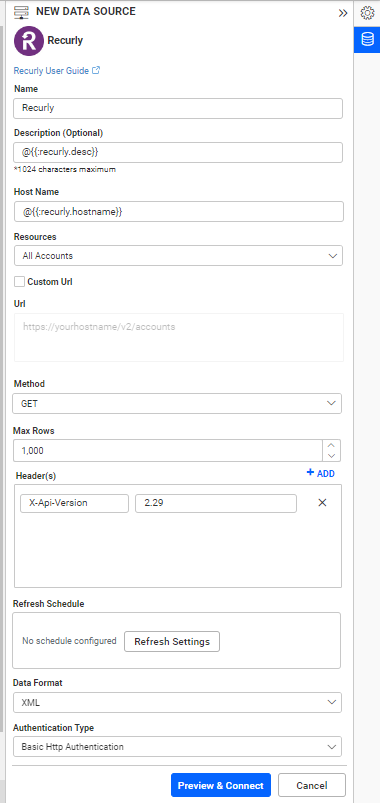 NEW DATA SOURCE
Recurly
Recurly User Guide
Name
Recurly
Description (Optional)
@{{:recurly.desc}}
*1024 characters maximum
Host Name
@{{:recurly.hostname}}
Resources
All Accounts
Custom Url
Url
https://yourhostname/v2/accounts
Method
GET
Max Rows
1,000
Header(s) + ADD
X-Api-Version 2.29
Refresh Schedule
No schedule configured Refresh Settings
Data Format
XML
Authentication Type
Basic Http Authentication
Preview & Connect Cancel